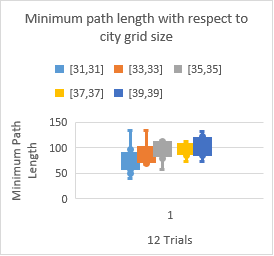 Minimum path length with respect to
city grid size
[31,31] [33,33] [35,35]
[37,37] [39,39]
150
100
50
0
Minimum Path
Length
1
12 Trials